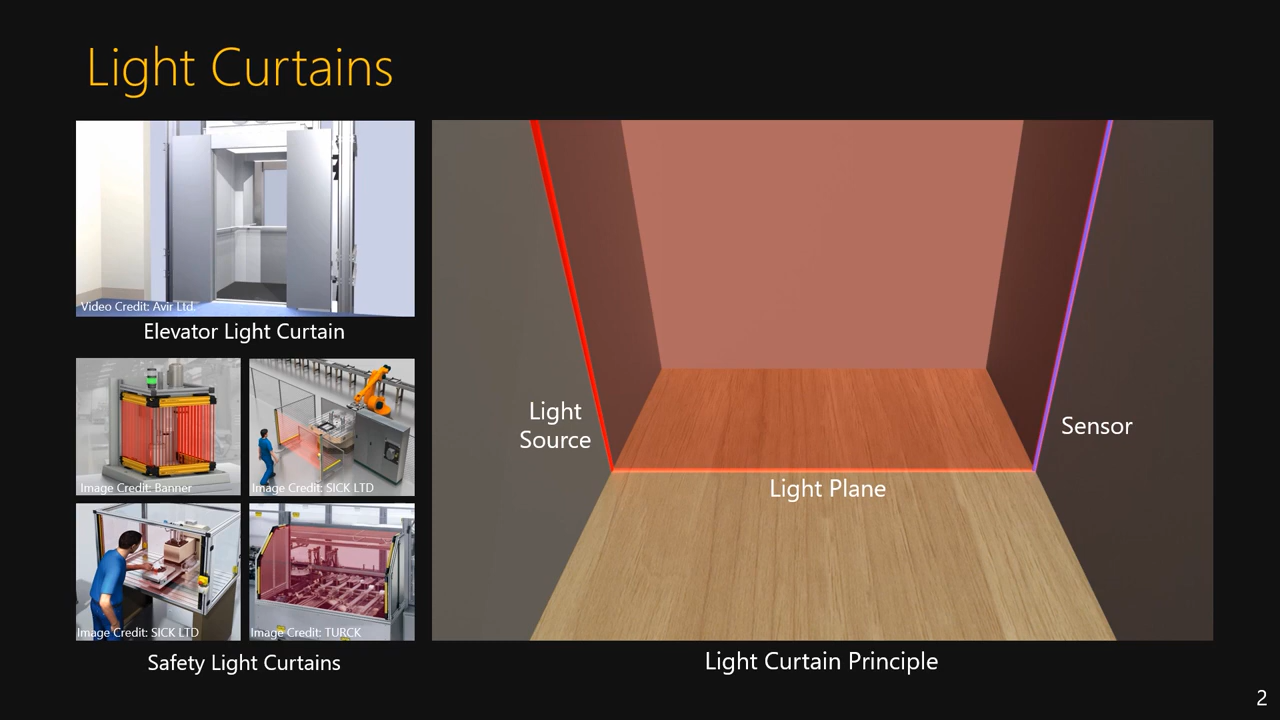 Light Curtains
Video Credit: Avir Ltd.
Elevator Light Curtain
Image Credit: Banner
Image Credit: SICK LTD
Image Credit: SICK LTD
Image Credit: TURCK
Safety Light Curtains
Light
Source
Sensor
Light Plane
Light Curtain Principle
2